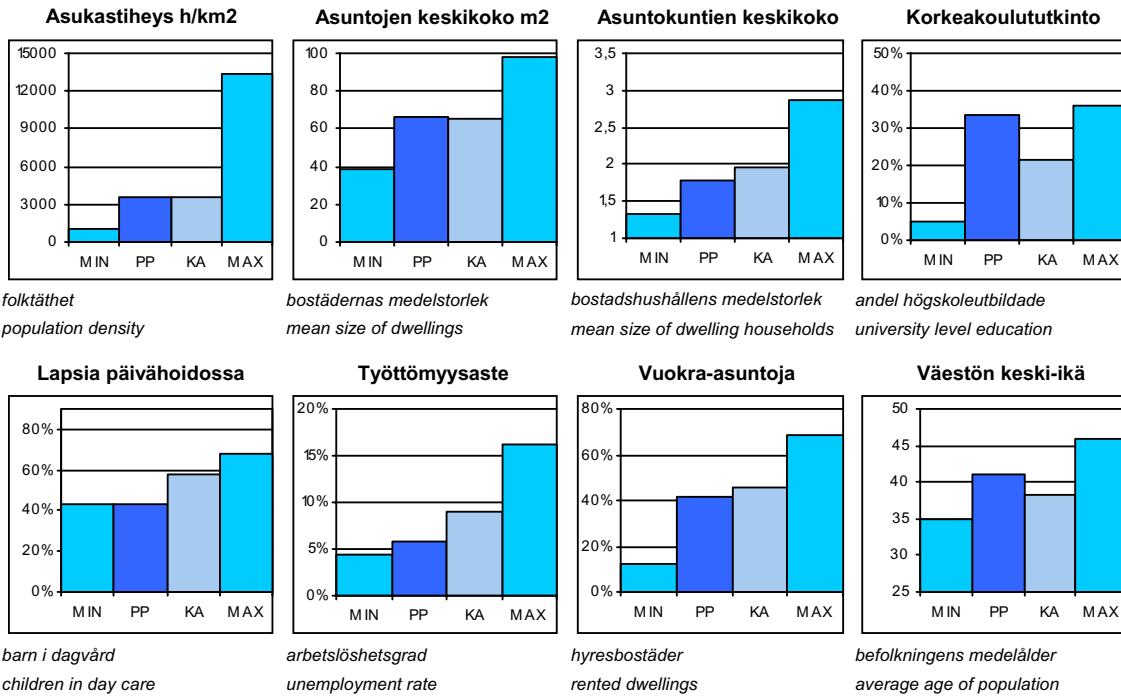 Asukastiheys h/km2
15000
12000
9000
6000
3000
0
MIN PP KA MAX
folktäthet
population density
Asuntojen keskikoko m2
100
80
60
40
20
0
MIN PP KA MAX
bostädernas medelstorlek
mean size of dwellings
Asuntokuntien keskikoko
3,5
3
2,5
2
1,5
1
MIN PP KA MAX
bostadshushållens medelstorlek
mean size of dwelling households
Korkeakoulututkinto
50%
40%
30%
20%
10%
0%
MIN PP KA MAX
andel högskoleutbildade
university level education
Lapsia päivähoidossa
80%
60%
40%
20%
0%
MIN PP KA MAX
barn i dagvård
children in day care
Työttömyysaste
20%
15%
10%
5%
0%
MIN PP KA MAX
arbetslöshetsgrad
unemployment rate
Vuokra-asuntoja
80%
60%
40%
20%
0%
MIN PP KA MAX
hyresbostäder
rented dwellings
Väestön keski-ikä
50
45
40
35
30
25
MIN PP KA MAX
befolkningens medelålder
average age of population